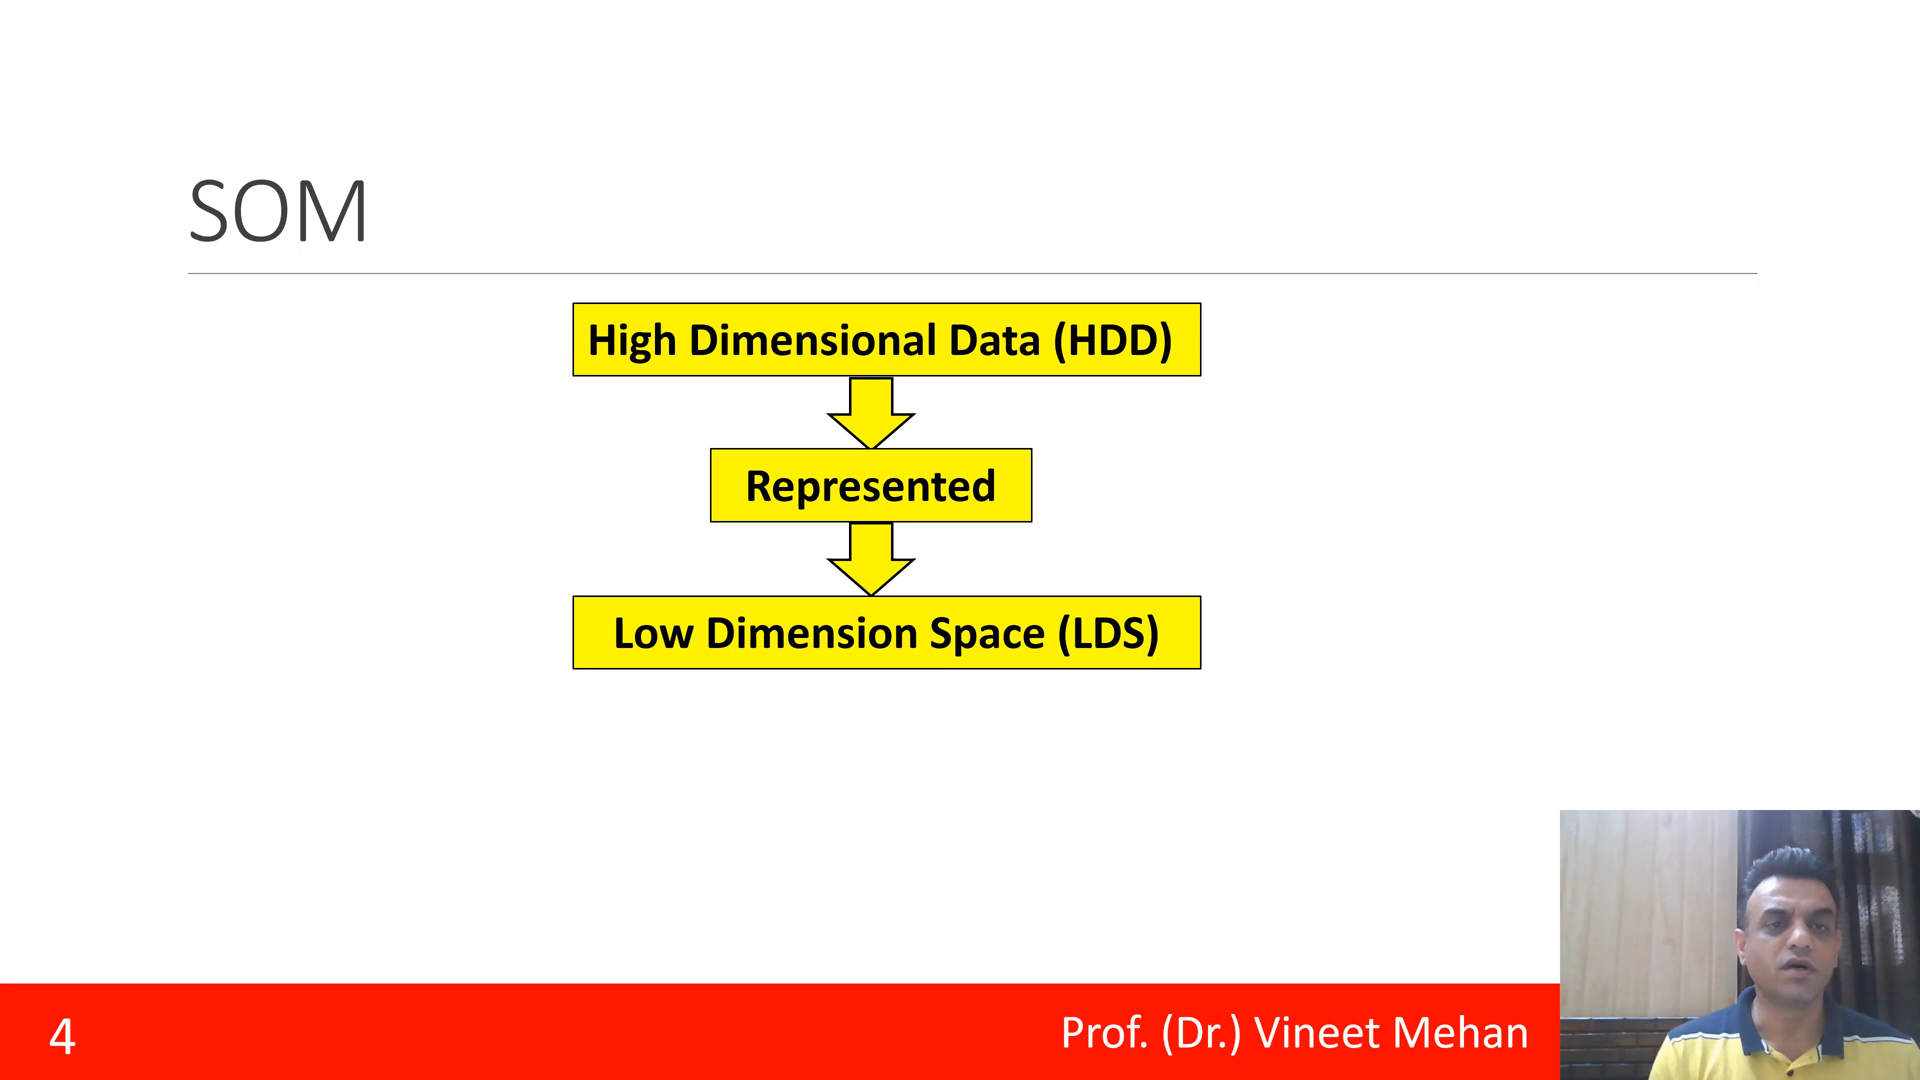 SOM
High Dimensional Data (HDD)
Represented
Low Dimension Space (LDS)
4
Prof. (Dr.) Vineet Mehan